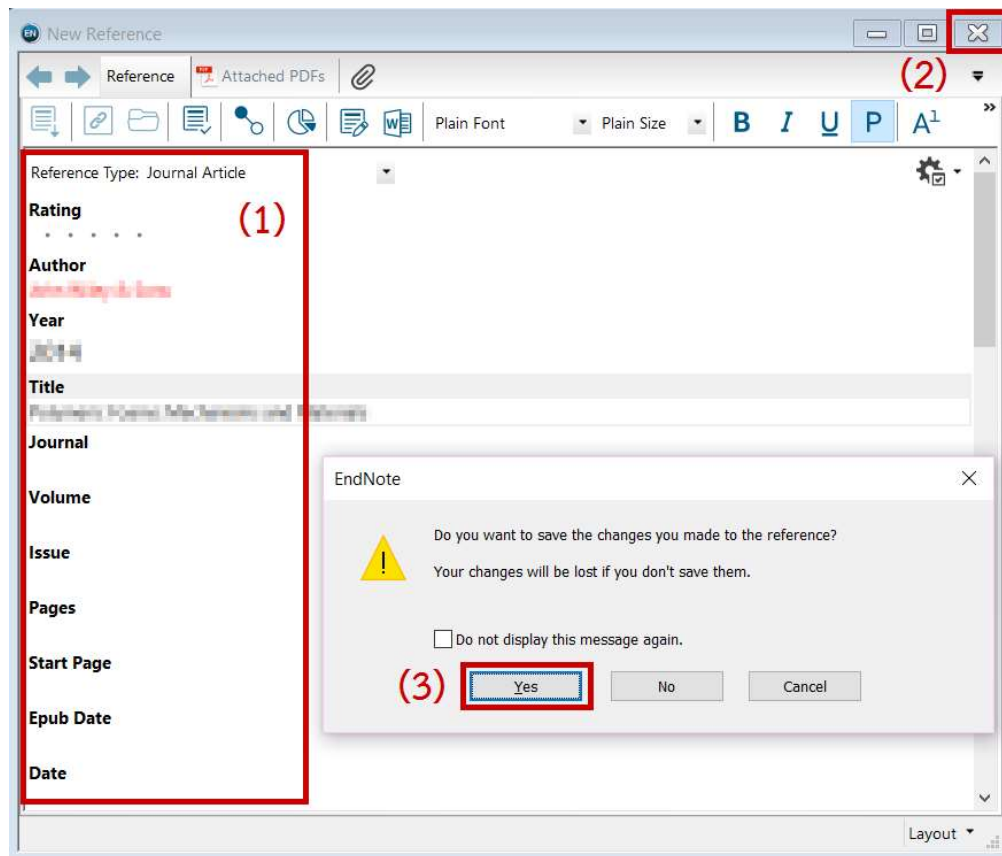 EN New Reference
(2)
Reference PDF Attached PDFs
Plain Font Plain Size B I U P A1 »
Reference Type: Journal Article
(1)
Rating
Author
Year
Title
Journal
Volume
Issue
Pages
Start Page
Epub Date
Date
EndNote
Do you want to save the changes you made to the reference?
Your changes will be lost if you don't save them.
Do not display this message again.
(3) Yes No Cancel
Layout